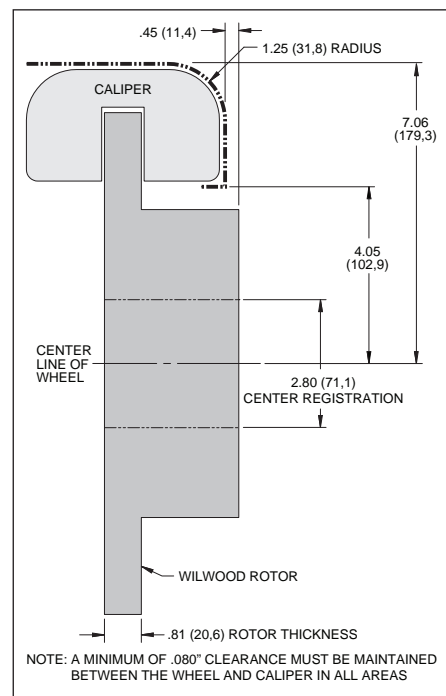 .45 (11,4)
1.25 (31,8) RADIUS
CALIPER
7.06
(179,3)
4.05
(102,9)
CENTER
LINE OF
WHEEL
2.80 (71,1)
CENTER REGISTRATION
WILWOOD ROTOR
.81 (20,6) ROTOR THICKNESS
NOTE: A MINIMUM OF .080" CLEARANCE MUST BE MAINTAINED
BETWEEN THE WHEEL AND CALIPER IN ALL AREAS